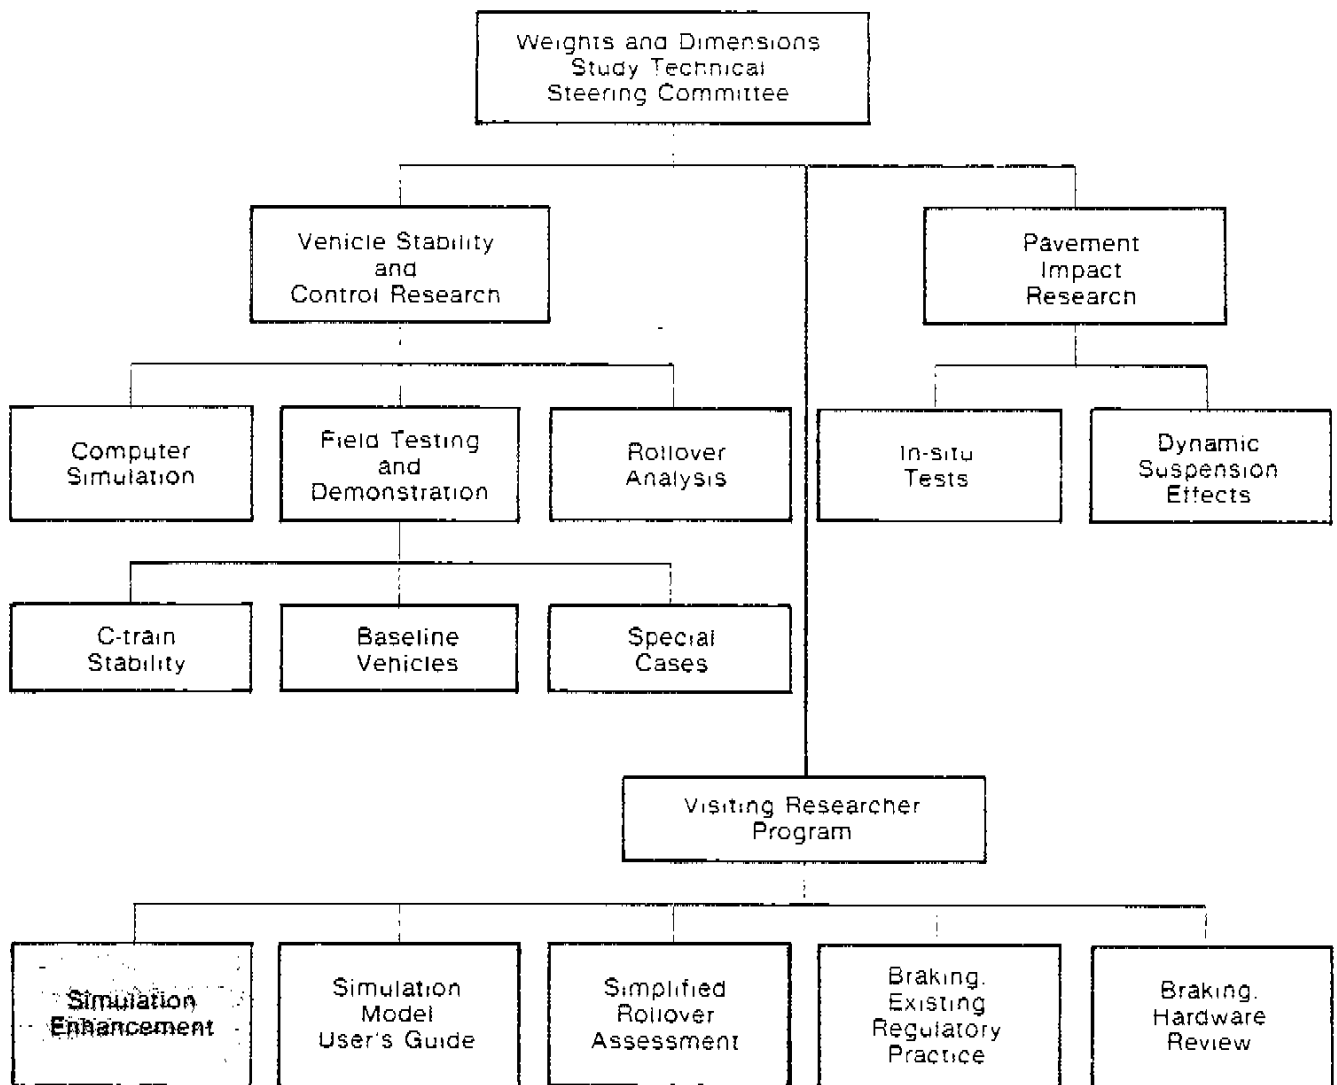 Weights and Dimensions
Study Technical
Steering Committee
Vehicle Stability
and
Control Research
Pavement
Impact
Research
Computer
Simulation
Field Testing
and
Demonstration
Rollover
Analysis
In-situ
Tests
Dynamic
Suspension
Effects
C-train
Stability
Baseline
Vehicles
Special
Cases
Visiting Researcher
Program
Simulation
Enhancement
Simulation
Model
User's Guide
Simplified
Rollover
Assessment
Braking.
Existing
Regulatory
Practice
Braking.
Hardware
Review